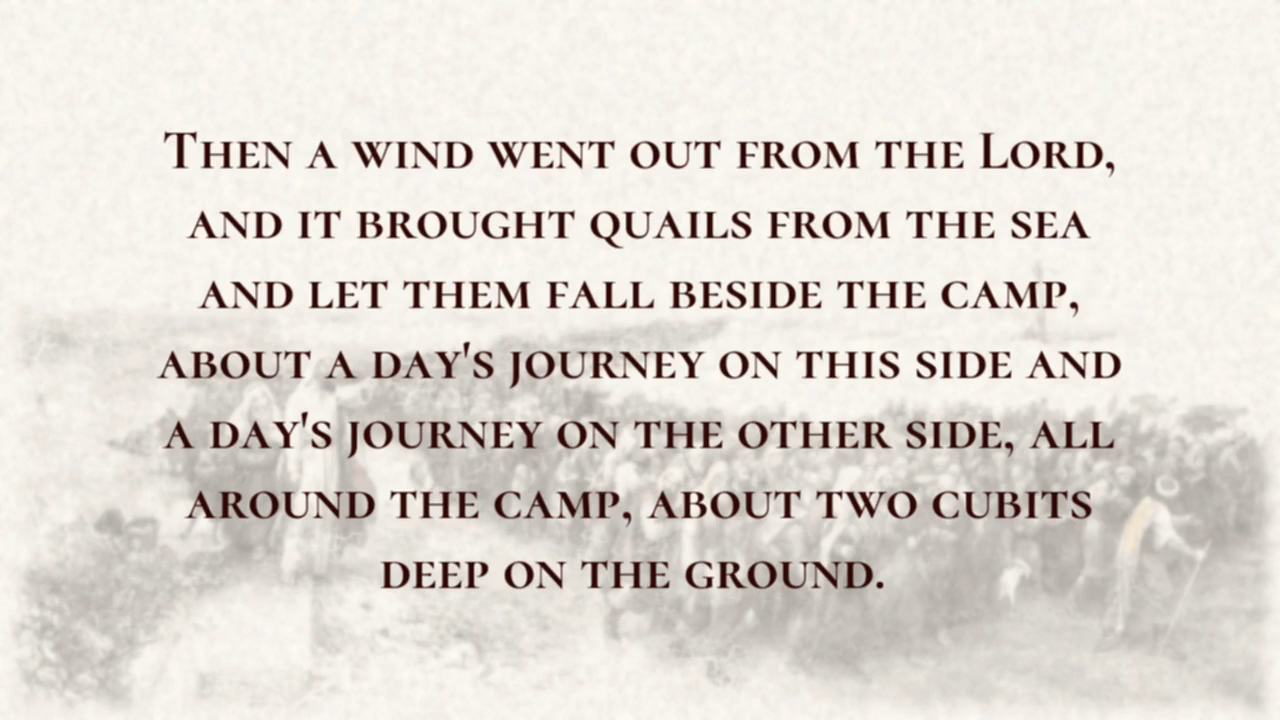 Then a wind went out from the Lord,
and it brought quails from the sea
and let them fall beside the camp,
about a day's journey on this side and
a day's journey on the other side, all
around the camp, about two cubits
deep on the ground.